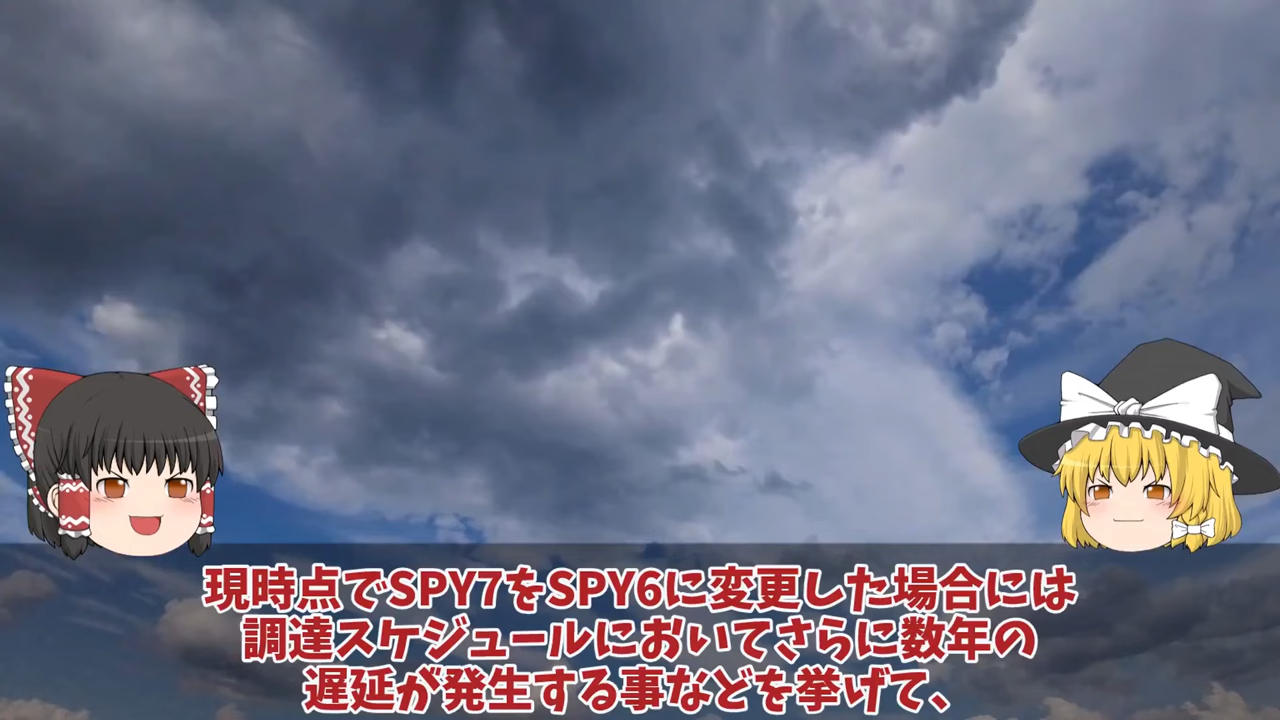 現時点でSPY7をSPY6に変更した場合には
調達スケジュールにおいてさらに数年の
遅延が発生する事などを挙げて、